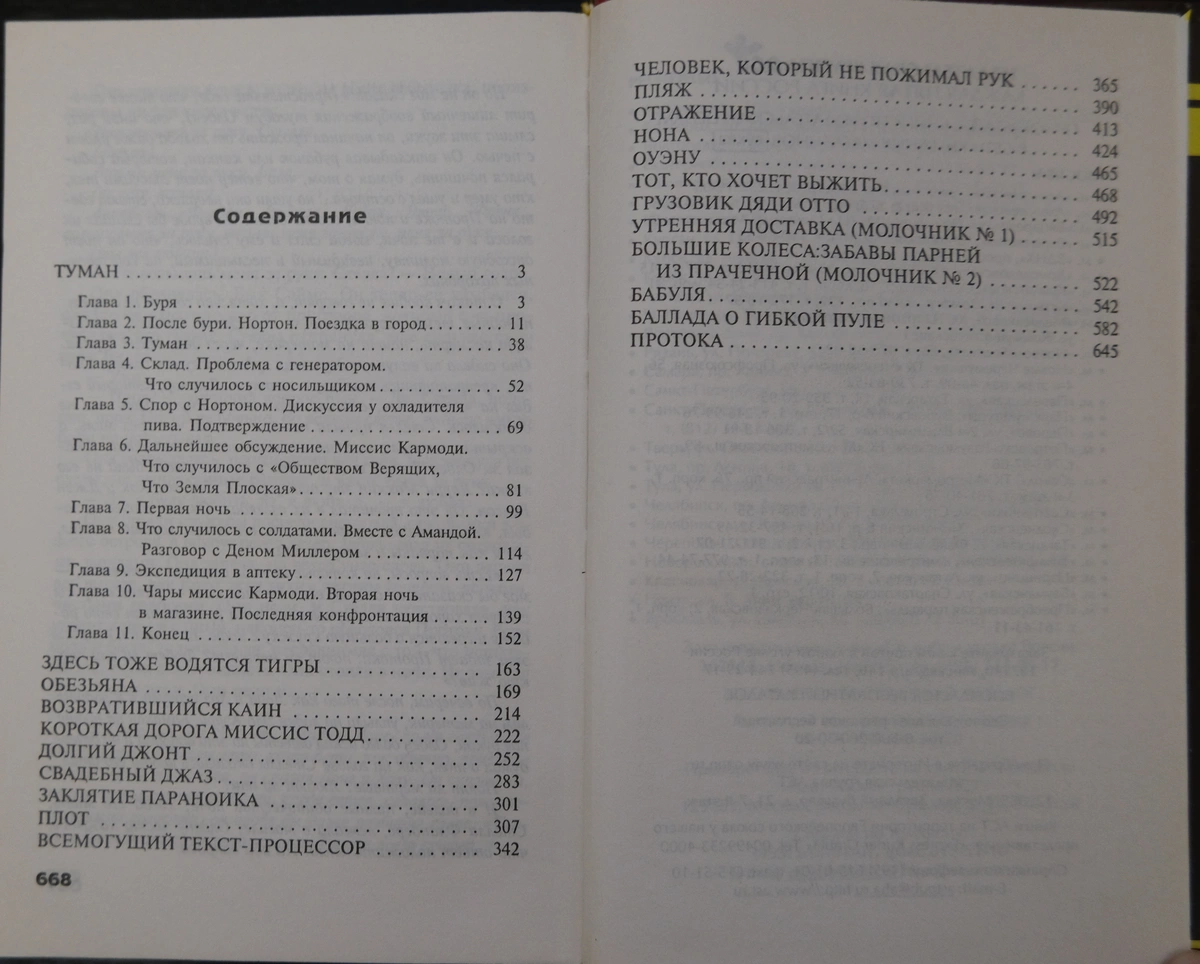 Содержание
ТУМАН . . . . . . . . . . . . . . . . . . . . . . . . . . . . . . . . 3
Глава 1. Буря . . . . . . . . . . . . . . . . . . . . . . . . . . . 3
Глава 2. После бури. Нортон. Поездка в город . . . . . . . . 11
Глава 3. Туман . . . . . . . . . . . . . . . . . . . . . . . . . . 38
Глава 4. Склад. Проблема с генератором.
Что случилось с носильщиком . . . . . . . . . . . . 52
Глава 5. Спор с Нортоном. Дискуссия у охладителя
пива. Подтверждение . . . . . . . . . . . . . . . . . 69
Глава 6. Дальнейшее обсуждение. Миссис Кармоди.
Что случилось с «Обществом Верящих,
Что Земля Плоская» . . . . . . . . . . . . . . . . . 81
Глава 7. Первая ночь . . . . . . . . . . . . . . . . . . . . . . 99
Глава 8. Что случилось с солдатами. Вместе с Амандой.
Разговор с Деном Миллером . . . . . . . . . . . . . 114
Глава 9. Экспедиция в аптеку . . . . . . . . . . . . . . . . . 127
Глава 10. Чары миссис Кармоди. Вторая ночь
в магазине. Последняя конфронтация . . . . . . . 139
Глава 11. Конец . . . . . . . . . . . . . . . . . . . . . . . . . 152
ЗДЕСЬ ТОЖЕ ВОДЯТСЯ ТИГРЫ . . . . . . . . . . . . . . 163
ОБЕЗЬЯНА . . . . . . . . . . . . . . . . . . . . . . . . . . . . 169
ВОЗВРАТИВШИЙСЯ КАИН . . . . . . . . . . . . . . . . . 214
КОРОТКАЯ ДОРОГА МИССИС ТОДД . . . . . . . . . . . 222
ДОЛГИЙ ДЖОНТ . . . . . . . . . . . . . . . . . . . . . . . . 252
СВАДЕБНЫЙ ДЖАЗ . . . . . . . . . . . . . . . . . . . . . . 283
ЗАКЛЯТИЕ ПАРАНОИКА . . . . . . . . . . . . . . . . . . 301
ПЛОТ . . . . . . . . . . . . . . . . . . . . . . . . . . . . . . . 307
ВСЕМОГУЩИЙ ТЕКСТ-ПРОЦЕССОР . . . . . . . . . . 342
668
ЧЕЛОВЕК, КОТОРЫЙ НЕ ПОЖИМАЛ РУК . . . . . . 365
ПЛЯЖ . . . . . . . . . . . . . . . . . . . . . . . . . . . . . . . 390
ОТРАЖЕНИЕ . . . . . . . . . . . . . . . . . . . . . . . . . . 413
НОНА . . . . . . . . . . . . . . . . . . . . . . . . . . . . . . . 424
ОУЭНУ . . . . . . . . . . . . . . . . . . . . . . . . . . . . . . 465
ТОТ, КТО ХОЧЕТ ВЫЖИТЬ . . . . . . . . . . . . . . . . . 468
ГРУЗОВИК ДЯДИ ОТТО . . . . . . . . . . . . . . . . . . . 492
УТРЕННЯЯ ДОСТАВКА (МОЛОЧНИК № 1) . . . . . . 515
БОЛЬШИЕ КОЛЕСА:ЗАБАВЫ ПАРНЕЙ
ИЗ ПРАЧЕЧНОЙ (МОЛОЧНИК № 2) . . . . . . . . . 522
БАБУЛЯ . . . . . . . . . . . . . . . . . . . . . . . . . . . . . . 542
БАЛЛАДА О ГИБКОЙ ПУЛЕ . . . . . . . . . . . . . . . . 582
ПРОТОКА . . . . . . . . . . . . . . . . . . . . . . . . . . . . . 645